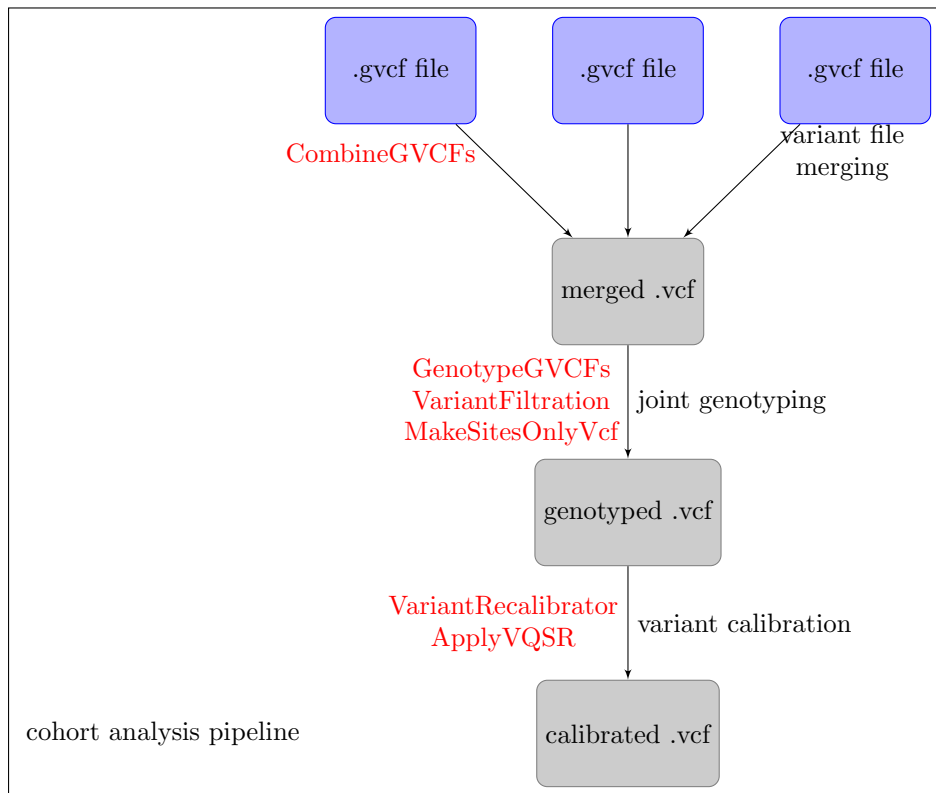 .gvcf file
.gvcf file
.gvcf file
CombineGVCFs
variant file
merging
merged .vcf
GenotypeGVCFs
VariantFiltration
MakeSitesOnlyVcf
joint genotyping
genotyped .vcf
VariantRecalibrator
ApplyVQSR
variant calibration
cohort analysis pipeline
calibrated .vcf